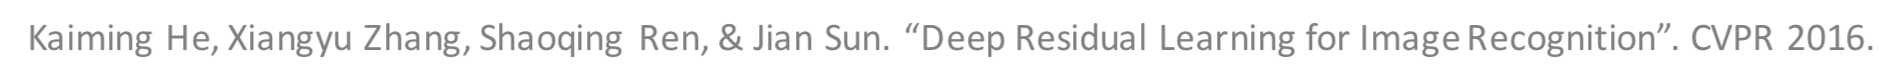 Kaiming He, Xiangyu Zhang, Shaoqing Ren, & Jian Sun. “Deep Residual Learning for Image Recognition”. CVPR 2016.